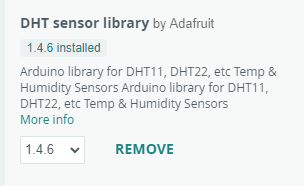 DHT sensor library by Adafruit
1.4.6 installed
Arduino library for DHT11, DHT22, etc Temp &
Humidity Sensors Arduino library for DHT11,
DHT22, etc Temp & Humidity Sensors
More info
1.4.6 REMOVE